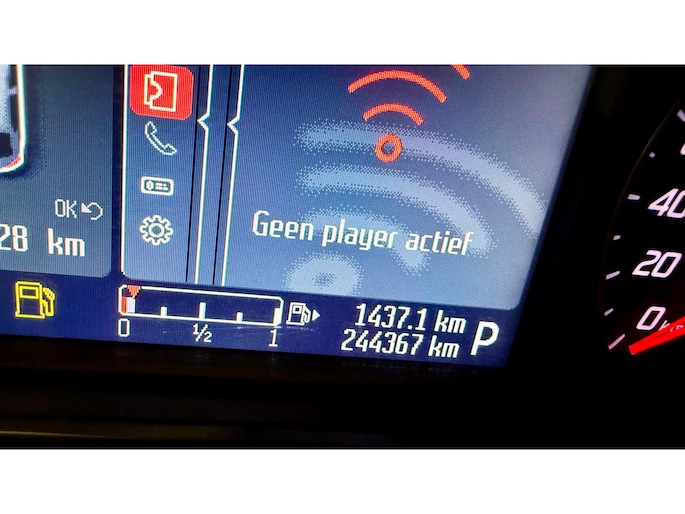 OK
28 km
Geen player actief
0 ½ 1
1437.1 km
244367 km
P
40
20
0